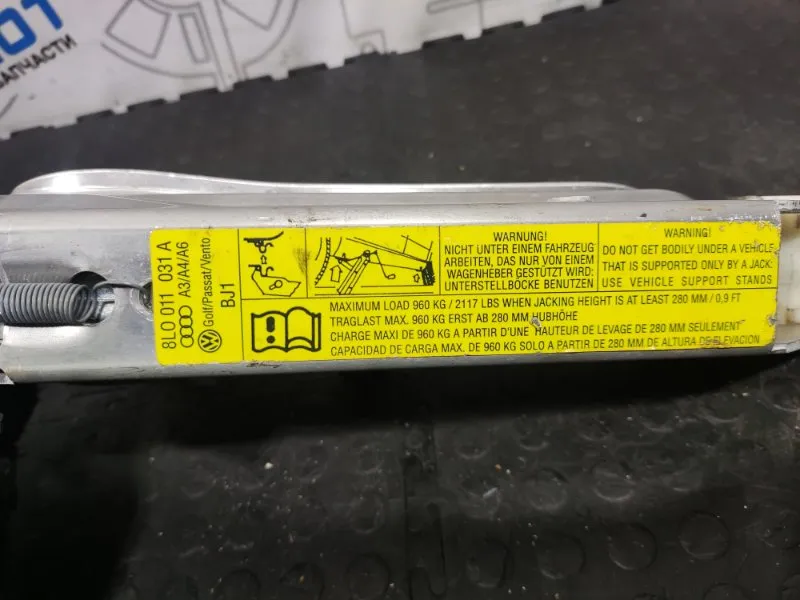 ЮТ
ЗАПЧАСТИ
8L0 011 031 A
A3/A4/A6
Golf/Passat/Vento
BJ1
WARNUNG!
NICHT UNTER EINEM FAHRZEUG
ARBEITEN, DAS NUR VON EINEM
WAGENHEBER GESTÜTZT WIRD:
UNTERSTELLBÖCKE BENUTZEN
WARNING!
DO NOT GET BODILY UNDER A VEHICLE
THAT IS SUPPORTED ONLY BY A JACK:
USE VEHICLE SUPPORT STANDS
MAXIMUM LOAD 960 KG / 2117 LBS WHEN JACKING HEIGHT IS AT LEAST 280 MM / 0,9 FT
TRAGLAST MAX. 960 KG ERST AB 280 MM HUBHÖHE
CHARGE MAXI DE 960 KG A PARTIR D'UNE HAUTEUR DE LEVAGE DE 280 MM SEULEMENT
CAPACIDAD DE CARGA MAX. DE 960 KG SOLO A PARTIR DE 280 MM DE ALTURA DE ELEVACION